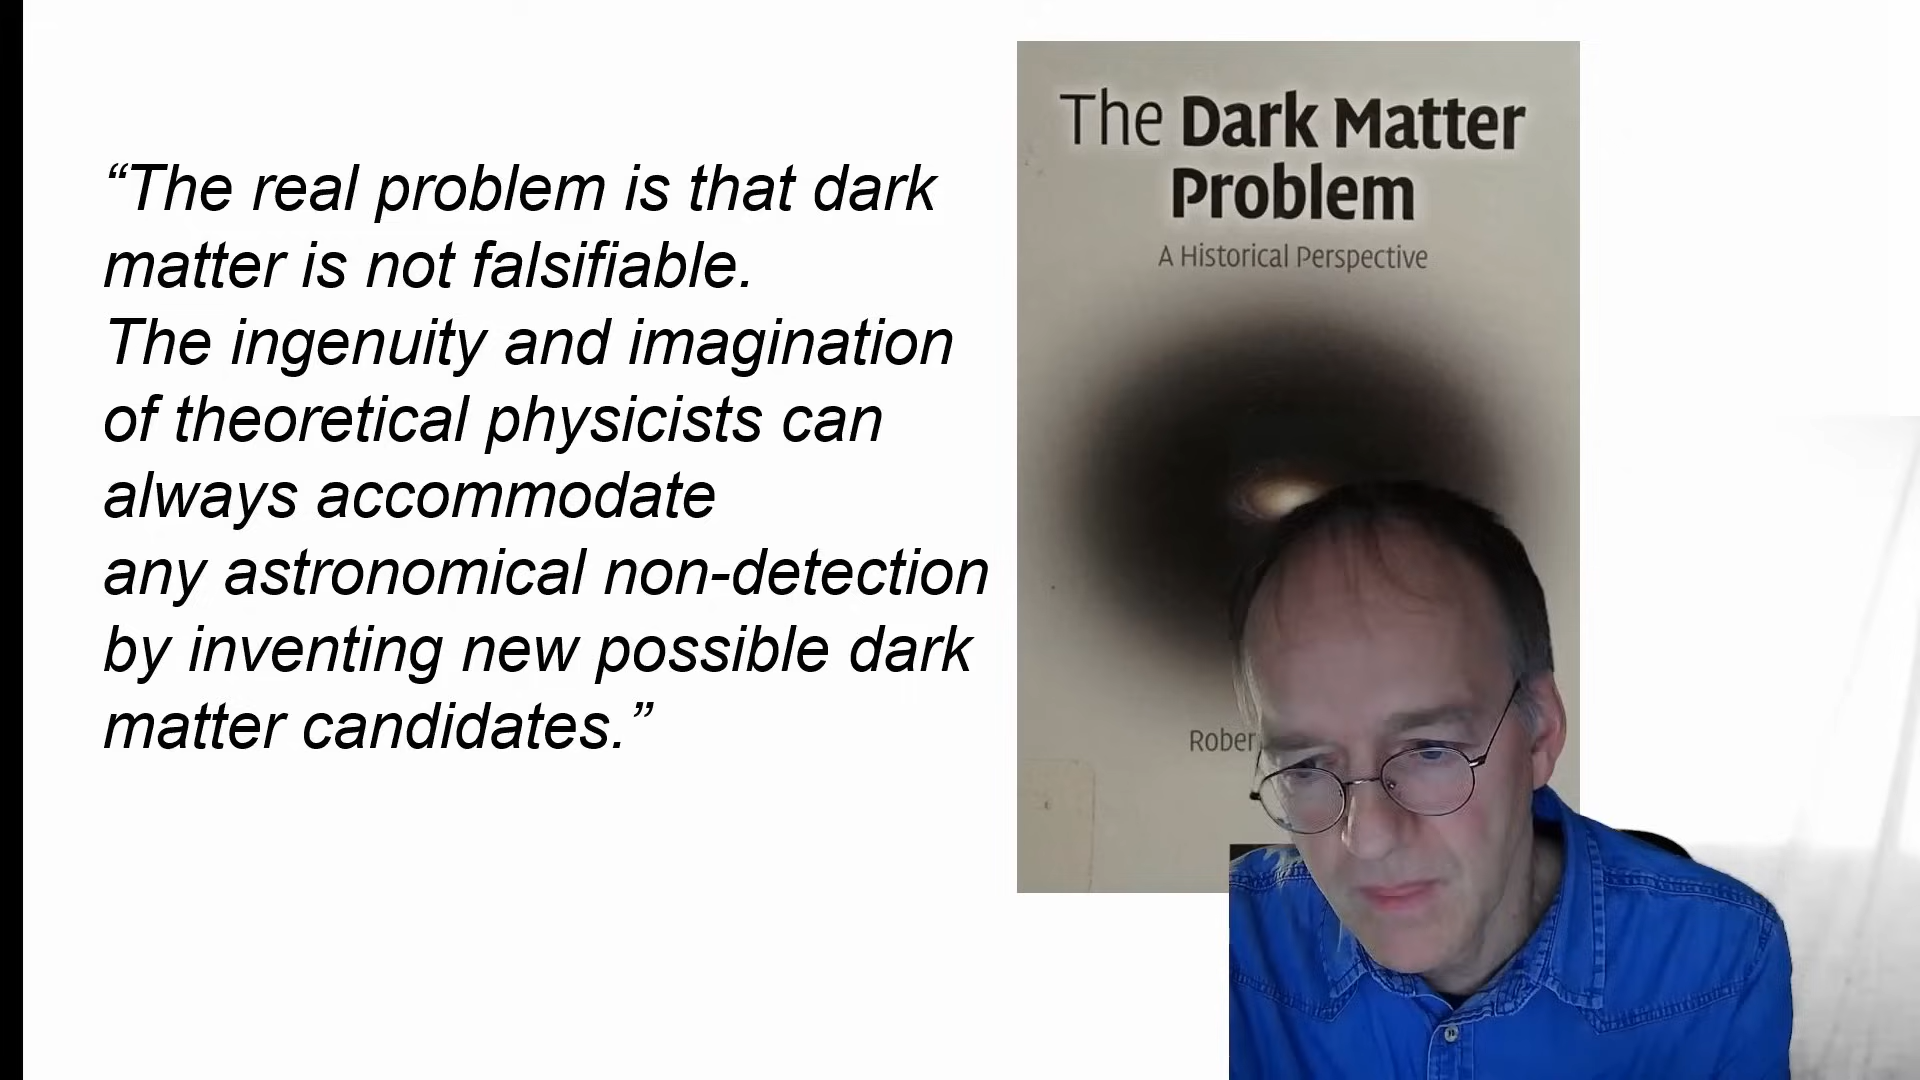 “The real problem is that dark
matter is not falsifiable.
The ingenuity and imagination
of theoretical physicists can
always accommodate
any astronomical non-detection
by inventing new possible dark
matter candidates.”
The Dark Matter
Problem
A Historical Perspective
Rober